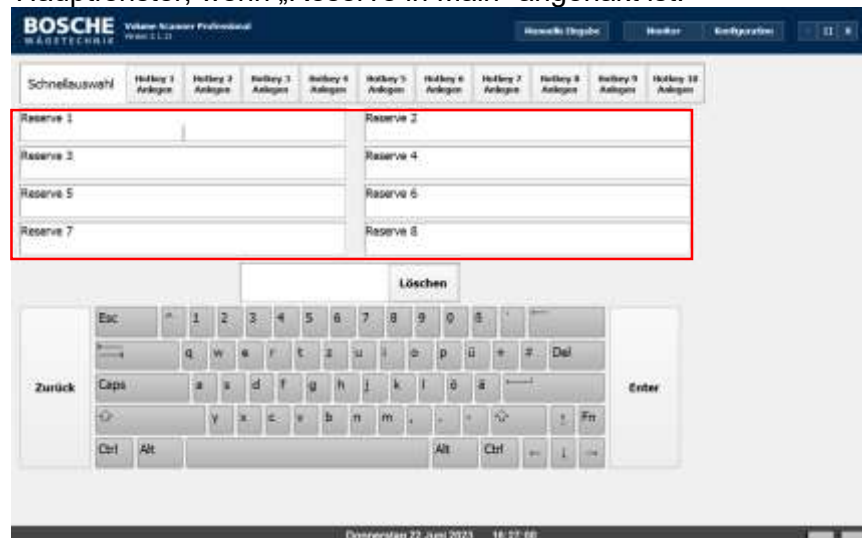 Hauptfenster, wenn „Reserve in Main“ angehakt ist.
BOSCHE Volume Scanner Professional
WÄGETECHNIK
Manuelle Eingabe Monitor Konfiguration II X
Schnellauswahl Hotkey 1 Anlegen Hotkey 2 Anlegen Hotkey 3 Anlegen Hotkey 4 Anlegen Hotkey 5 Anlegen Hotkey 6 Anlegen Hotkey 7 Anlegen Hotkey 8 Anlegen Hotkey 9 Anlegen Hotkey 10 Anlegen
Reserve 1 Reserve 2
Reserve 3 Reserve 4
Reserve 5 Reserve 6
Reserve 7 Reserve 8
Löschen
Esc ^ 1 2 3 4 5 6 7 8 9 0 ß ´
q w e r t z u i o p ü + # Del
Zurück Caps a s d f g h j k l ö ä Enter
y x c v b n m , . - ↑ Fn
Ctrl Alt Alt Ctrl ← ↓ →
Donnerstag 22 Juni 2023 16:27:00